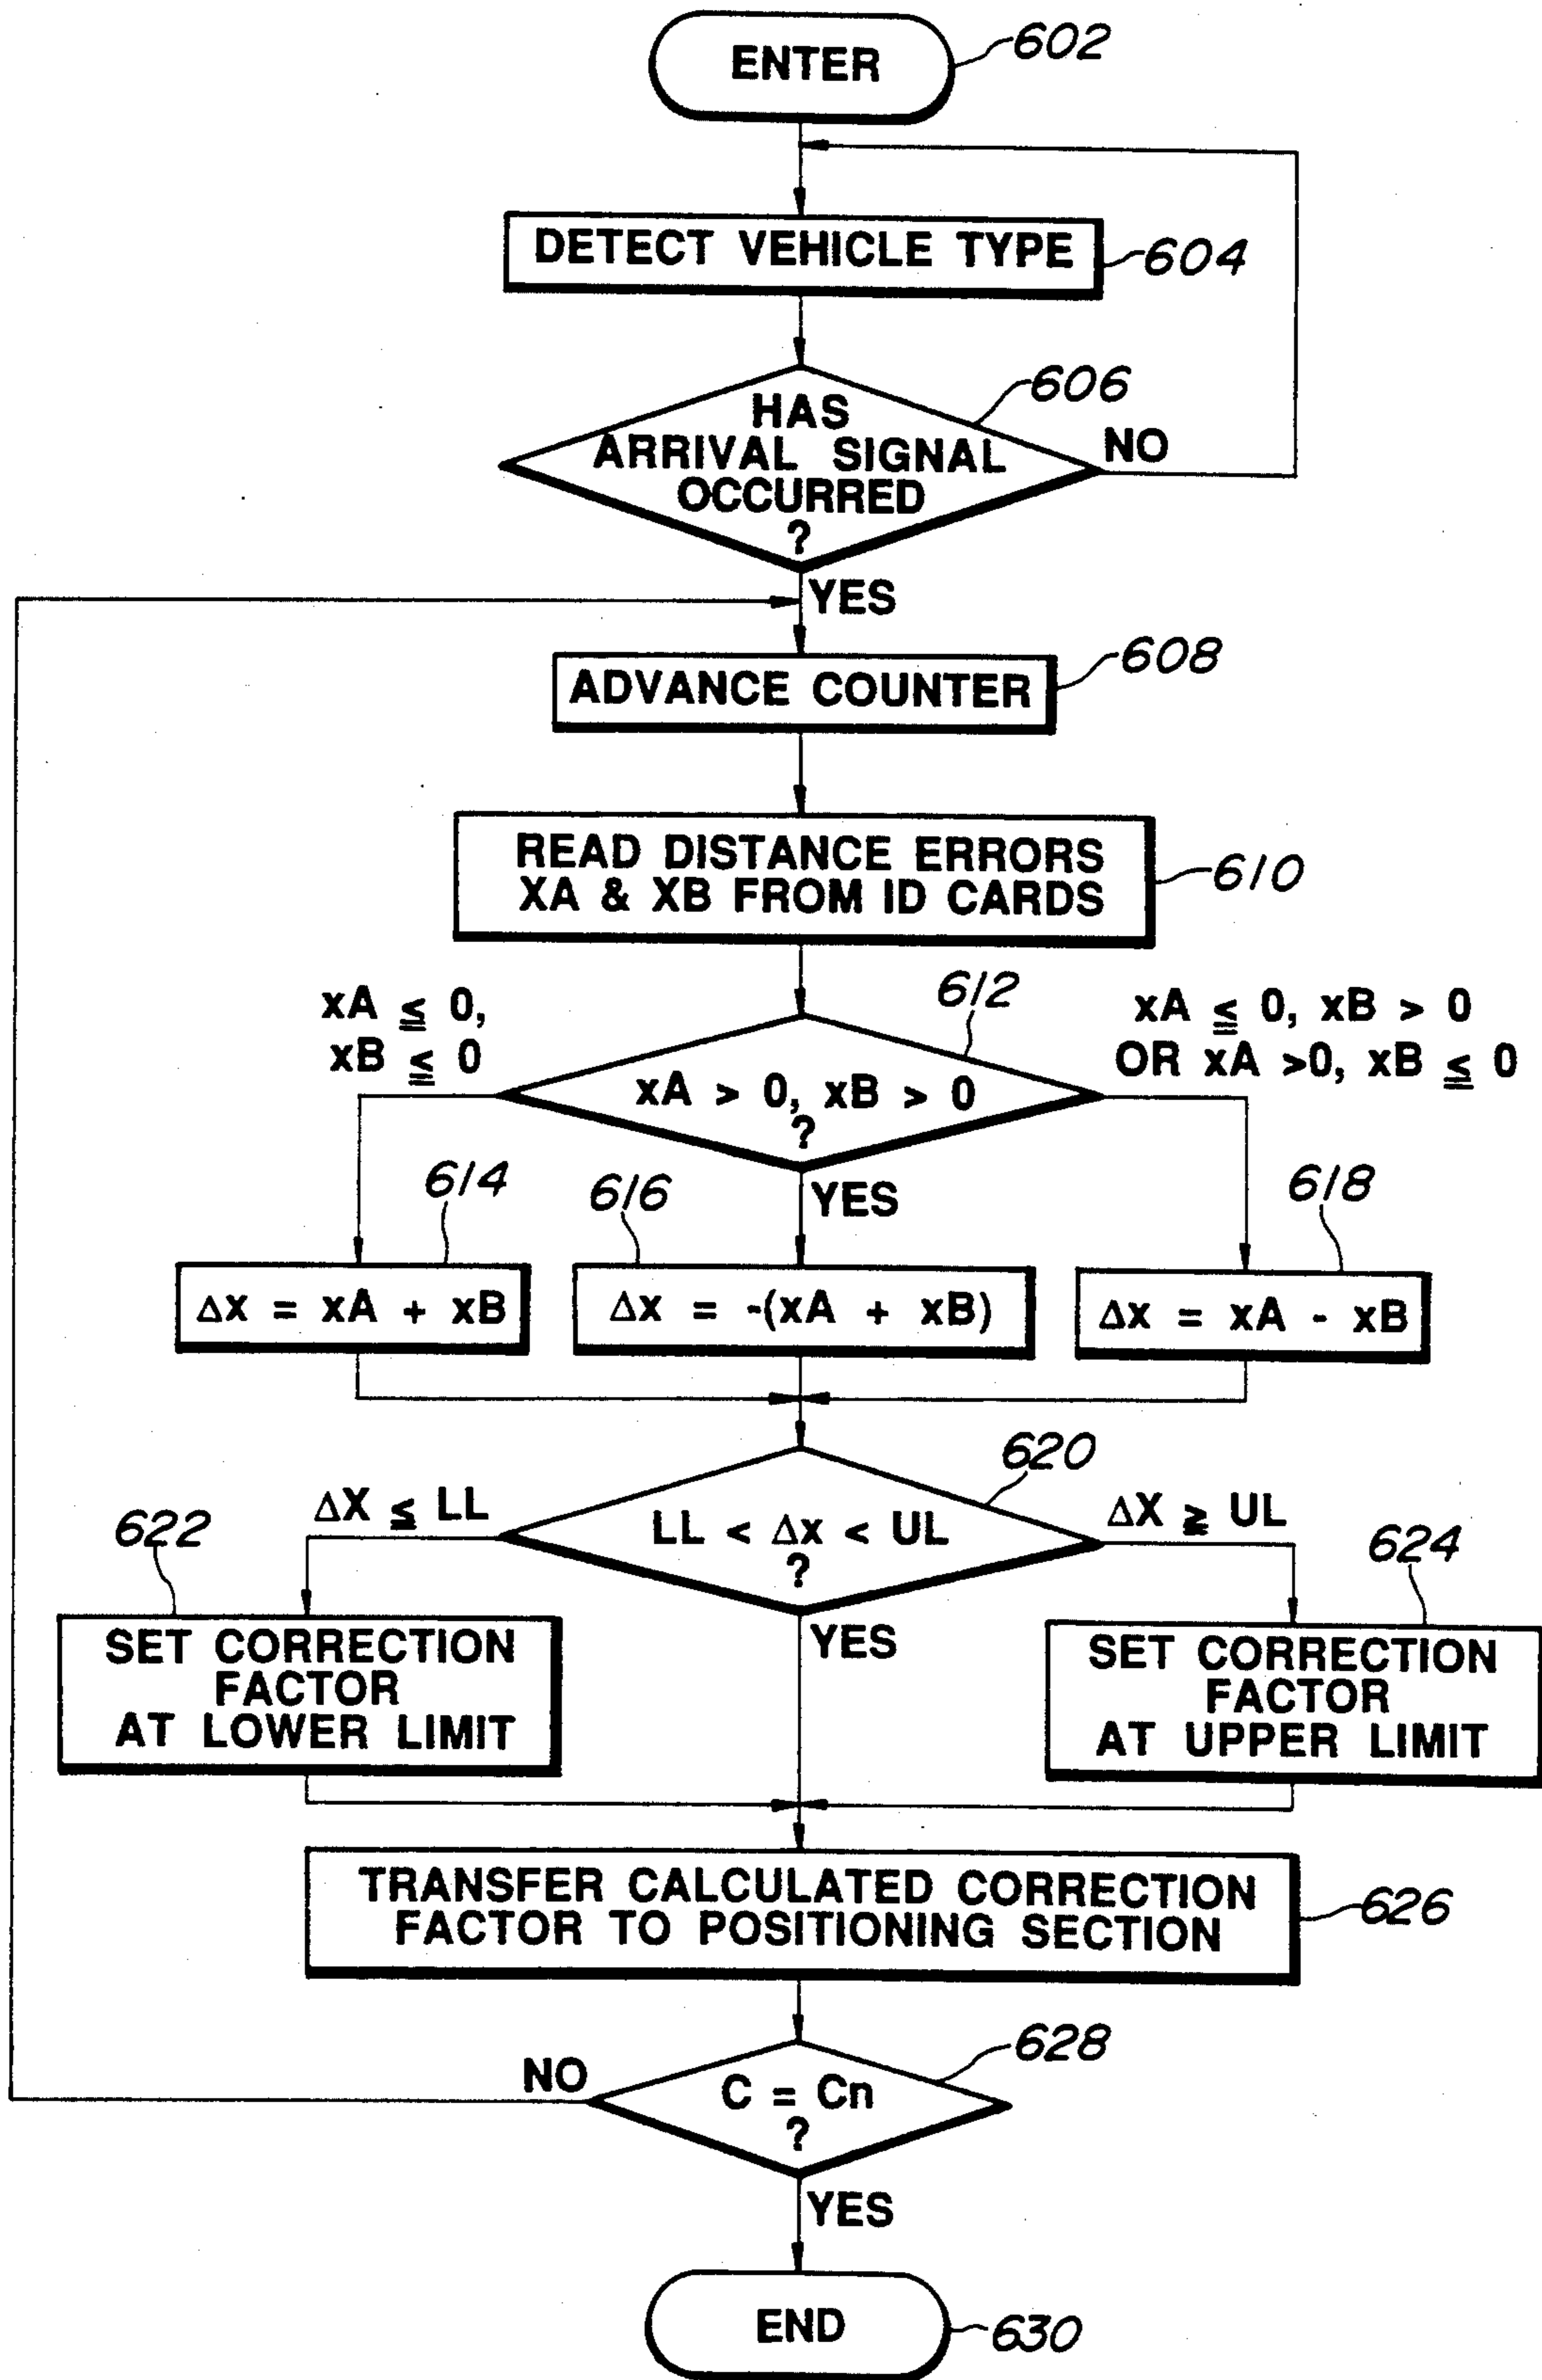 ENTER
602
DETECT VEHICLE TYPE
604
606
HAS
ARRIVAL SIGNAL
OCCURRED
?
NO
YES
608
ADVANCE COUNTER
READ DISTANCE ERRORS
XA & XB FROM ID CARDS
610
612
xA ≦ 0,
xB ≦ 0
xA ≦ 0, xB > 0
OR xA >0, xB ≦ 0
xA > 0, xB > 0
?
614
616
YES
618
Δx = xA + xB
Δx = -(xA + xB)
Δx = xA - xB
620
ΔX ≦ LL
LL < Δx < UL
?
ΔX ≧ UL
622
624
YES
SET CORRECTION
FACTOR
AT LOWER LIMIT
SET CORRECTION
FACTOR
AT UPPER LIMIT
TRANSFER CALCULATED CORRECTION
FACTOR TO POSITIONING SECTION
626
628
NO
C = Cn
?
YES
END
630